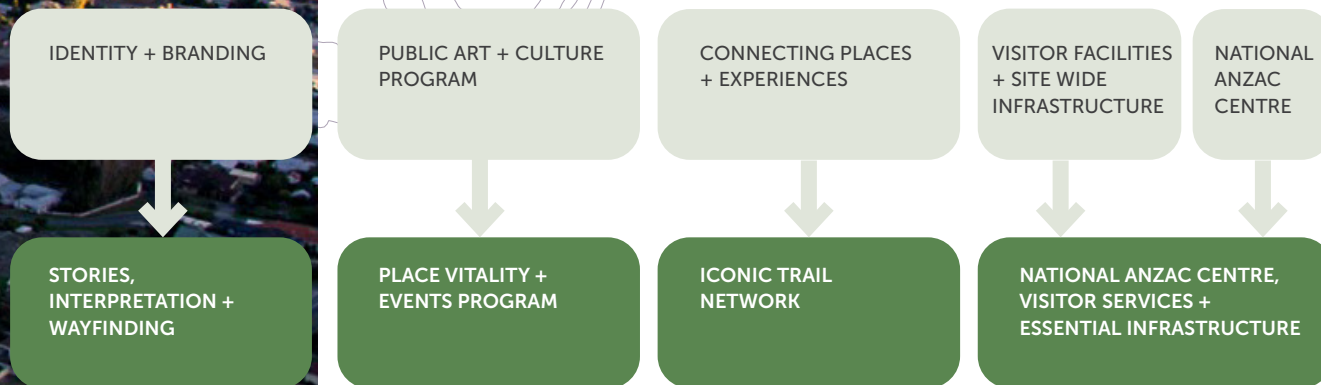 IDENTITY + BRANDING
PUBLIC ART + CULTURE
PROGRAM
CONNECTING PLACES
+ EXPERIENCES
VISITOR FACILITIES
+ SITE WIDE
INFRASTRUCTURE
NATIONAL
ANZAC
CENTRE
STORIES,
INTERPRETATION +
WAYFINDING
PLACE VITALITY +
EVENTS PROGRAM
ICONIC TRAIL
NETWORK
NATIONAL ANZAC CENTRE,
VISITOR SERVICES +
ESSENTIAL INFRASTRUCTURE